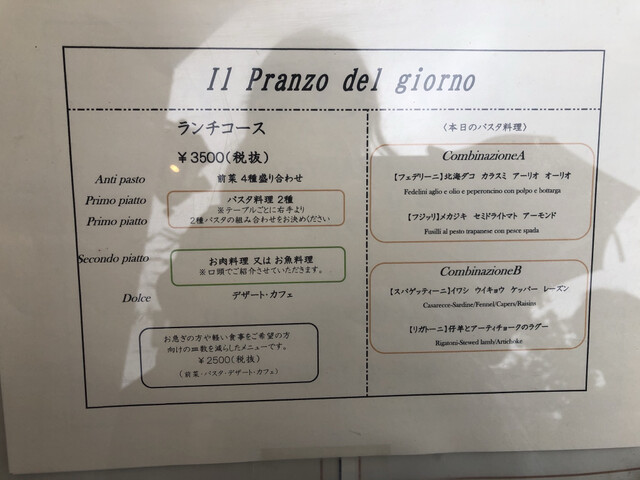 Il Pranzo del giorno
ランチコース
¥3500(税抜)
Anti pasto 前菜4種盛り合わせ
Primo piatto パスタ料理2種
※テーブルごとに右手より
Primo piatto 2種パスタの組み合わせをお決めください
Secondo piatto お肉料理 又は お魚料理
※口頭でご紹介させていただきます。
Dolce デザート・カフェ
お急ぎの方や軽い食事をご希望の方
向けの皿数を減らしたメニューです。
¥2500(税抜)
(前菜・パスタ・デザート・カフェ)
〈本日のパスタ料理〉
CombinazioneA
【フェデリーニ】北海ダコ カラスミ アーリオ オーリオ
Fedelini aglio e olio e peperoncino con polpo e bottarga
【フジッリ】メカジキ セミドライトマト アーモンド
Fusilli al pesto trapanese con pesce spada
CombinazioneB
【スパゲッティーニ】イワシ ウイキョウ ケッパー レーズン
Casarecce-Sardine/Fennel/Capers/Raisins
【リガトーニ】仔羊とアーティチョークのラグー
Rigatoni-Stewed lamb/Artichoke